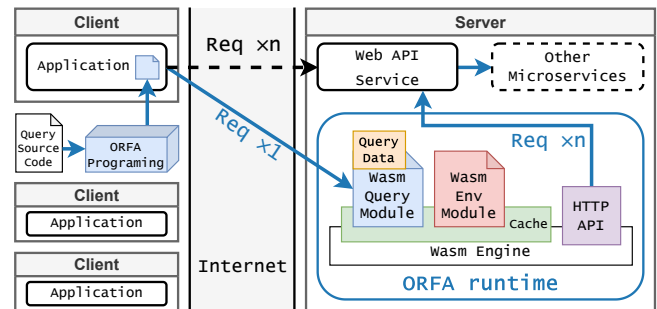 Client
Application
Query
Source
Code
ORFA
Programing
Client
Application
Client
Application
Req ×n
Req ×1
Internet
Server
Web API
Service
Other
Microservices
Req ×n
Query
Data
Wasm
Query
Module
Wasm
Env
Module
Cache
HTTP
API
Wasm Engine
ORFA runtime